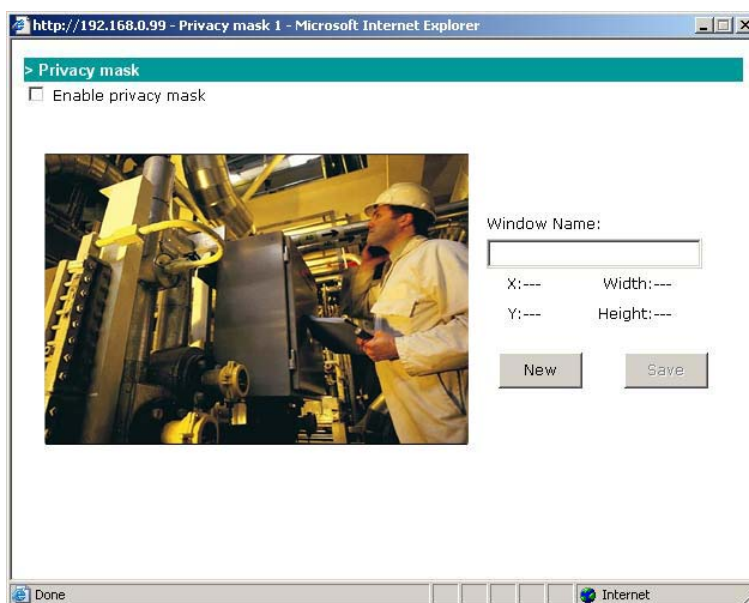 http://192.168.0.99 - Privacy mask 1 - Microsoft Internet Explorer
> Privacy mask
Enable privacy mask
Window Name:
X:---
Width:---
Y:---
Height:---
New
Save
Done
Internet